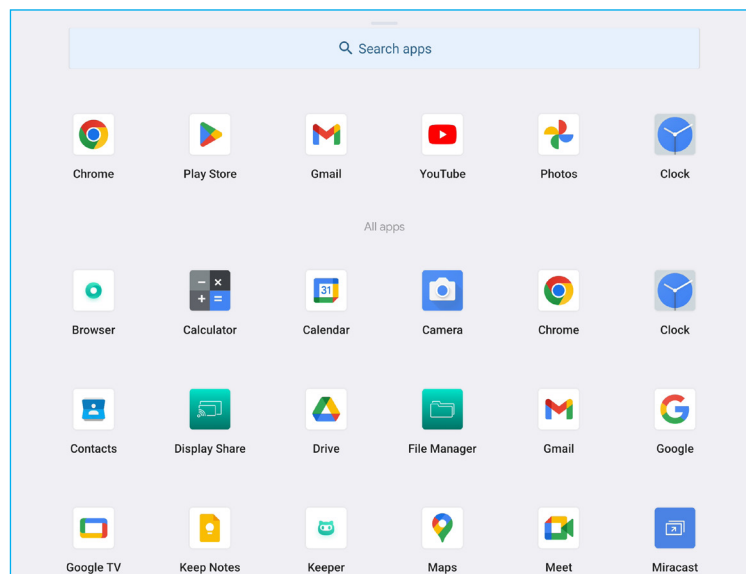 Search apps
Chrome Play Store Gmail YouTube Photos Clock
All apps
31
Browser Calculator Calendar Camera Chrome Clock
Contacts Display Share Drive File Manager Gmail Google
Google TV Keep Notes Keeper Maps Meet Miracast